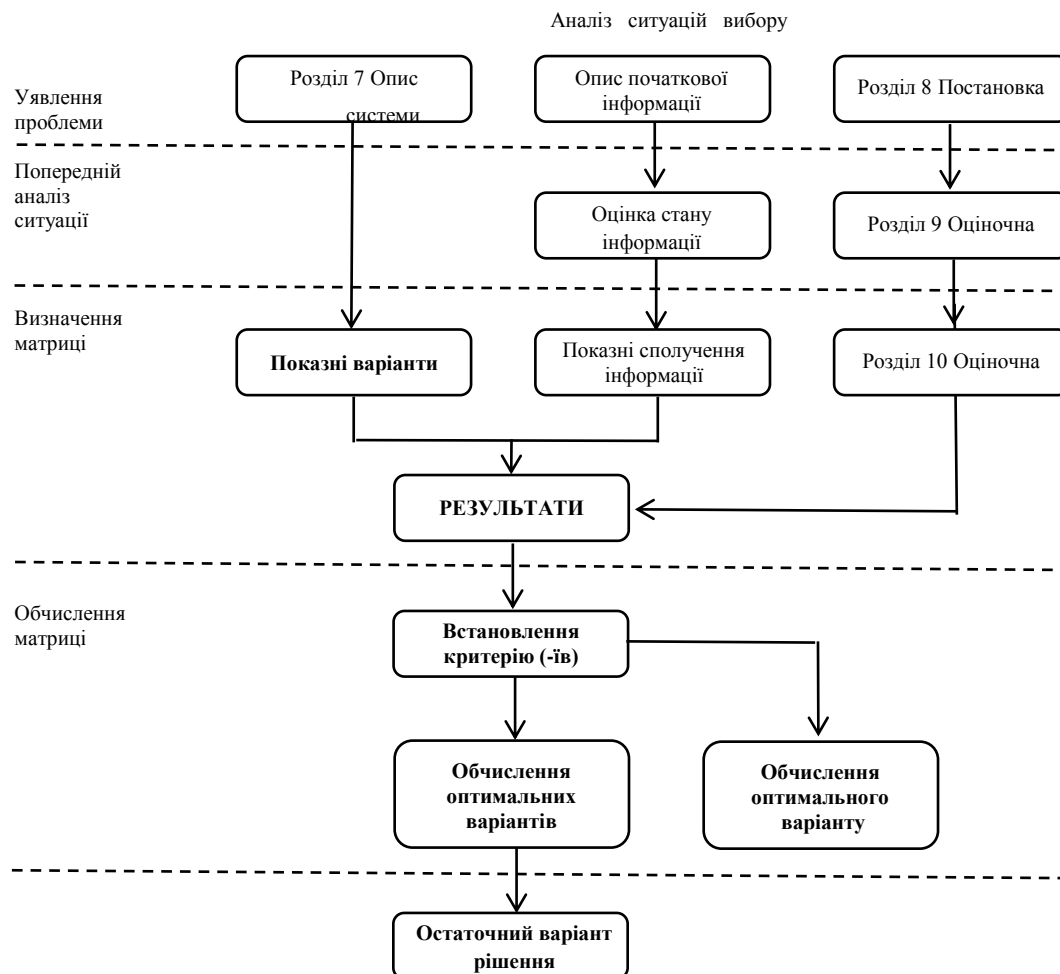 Аналіз ситуацій вибору
Уявлення
проблеми
Розділ 7 Опис
системи
Опис початкової
інформації
Розділ 8 Постановка
Попередній
аналіз
ситуації
Оцінка стану
інформації
Розділ 9 Оціночна
Визначення
матриці
Показні варіанти
Показні сполучення
інформації
Розділ 10 Оціночна
РЕЗУЛЬТАТИ
Обчислення
матриці
Встановлення
критерію (-їв)
Обчислення
оптимальних
варіантів
Обчислення
оптимального
варіанту
Остаточний варіант
рішення